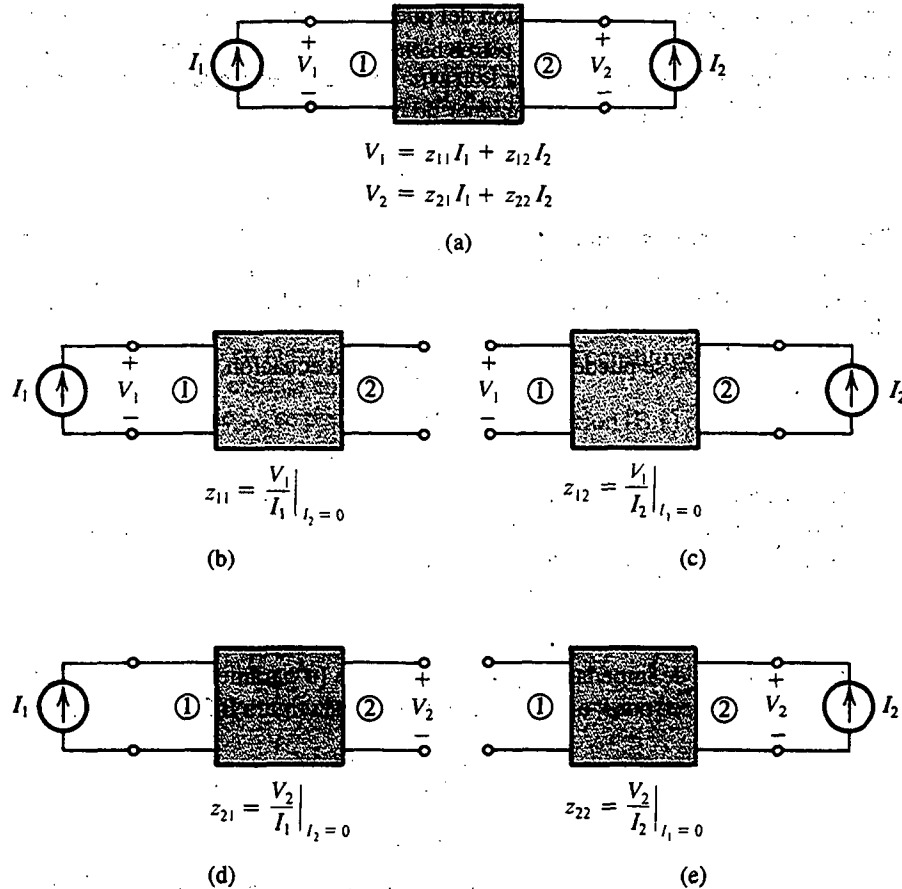 I₁ + V₁ − ① ② + V₂ − I₂
V₁ = z₁₁I₁ + z₁₂I₂
V₂ = z₂₁I₁ + z₂₂I₂
(a)
I₁ + V₁ − ① ②
z₁₁ = V₁/I₁ |I₂ = 0
(b)
+ V₁ − ① ② I₂
z₁₂ = V₁/I₂ |I₁ = 0
(c)
I₁ ① ② + V₂ −
z₂₁ = V₂/I₁ |I₂ = 0
(d)
① ② + V₂ − I₂
z₂₂ = V₂/I₂ |I₁ = 0
(e)